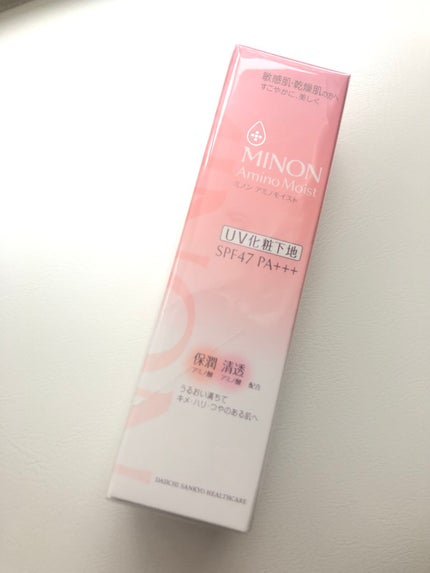 敏感肌・乾燥肌の方へ
すこやかに、美しく
MINON
Amino Moist
ミノン アミノモイスト
UV化粧下地
SPF47 PA+++
保潤 清透
アミノ酸 アミノ酸 配合
うるおい満ちて
キメ・ハリ・つやのある肌へ
DAIICHI SANKYO HEALTHCARE
MINON